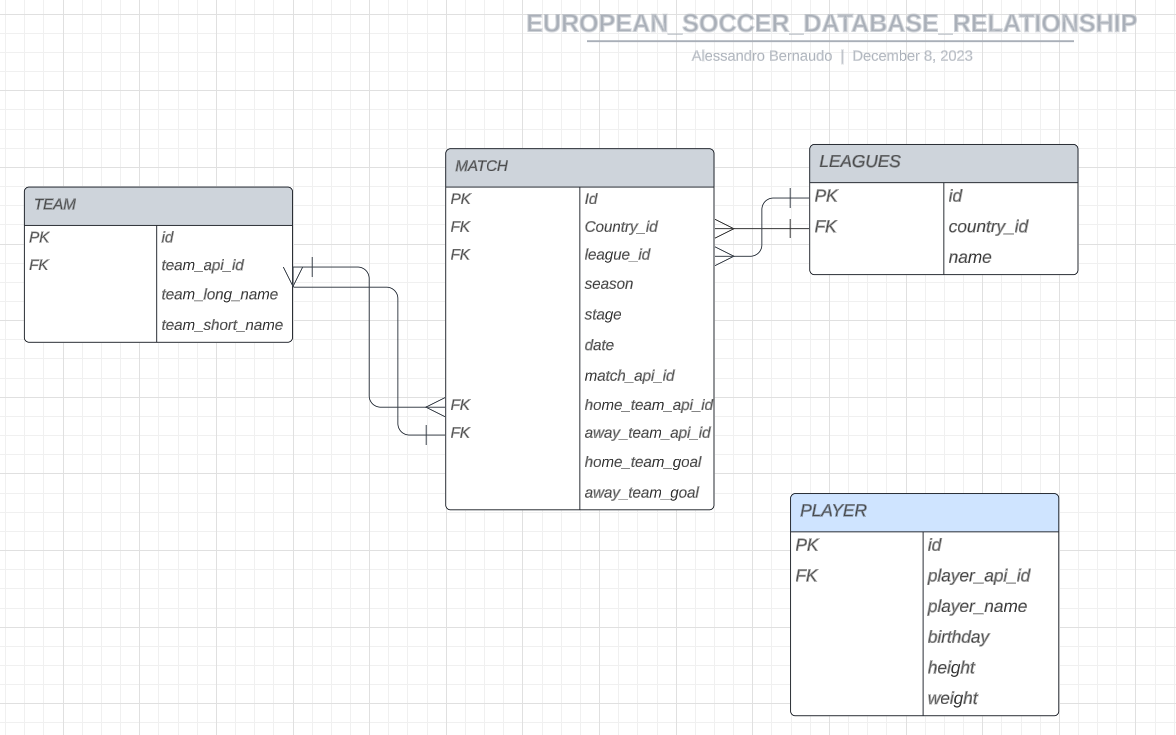 EUROPEAN_SOCCER_DATABASE_RELATIONSHIP
Alessandro Bernaudo | December 8, 2023
TEAM
PK id
FK team_api_id
team_long_name
team_short_name
MATCH
PK Id
FK Country_id
FK league_id
season
stage
date
match_api_id
FK home_team_api_id
FK away_team_api_id
home_team_goal
away_team_goal
LEAGUES
PK id
FK country_id
name
PLAYER
PK id
FK player_api_id
player_name
birthday
height
weight